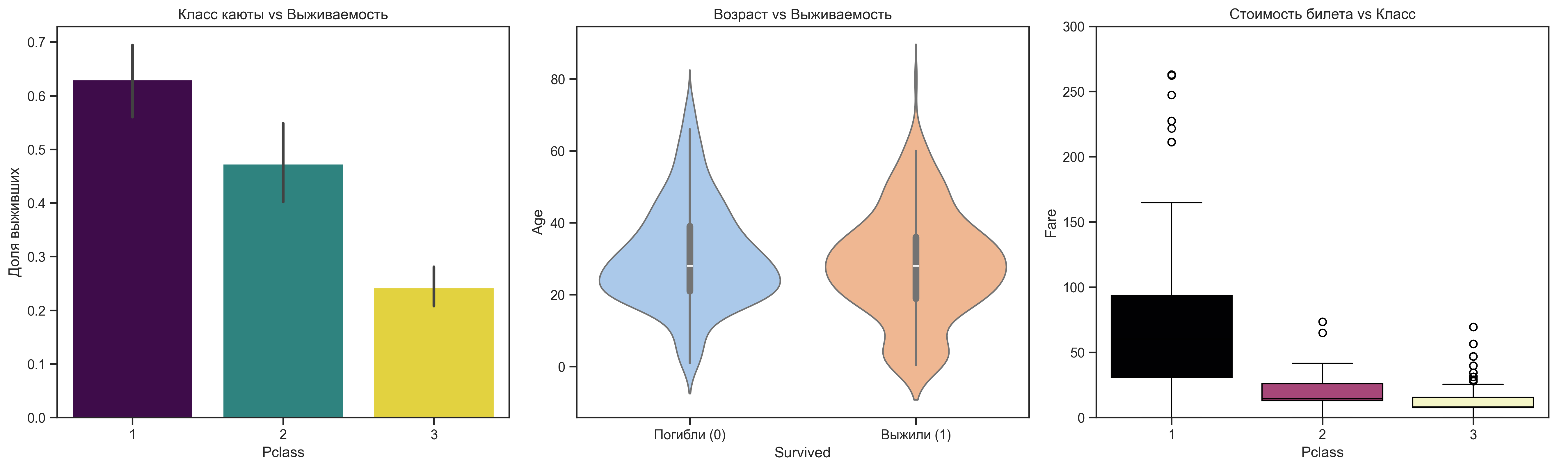 Класс каюты vs Выживаемость
Доля выживших
0.7
0.6
0.5
0.4
0.3
0.2
0.1
0.0
1 2 3
Pclass
Возраст vs Выживаемость
Age
80
60
40
20
0
Погибли (0) Выжили (1)
Survived
Стоимость билета vs Класс
Fare
300
250
200
150
100
50
0
1 2 3
Pclass